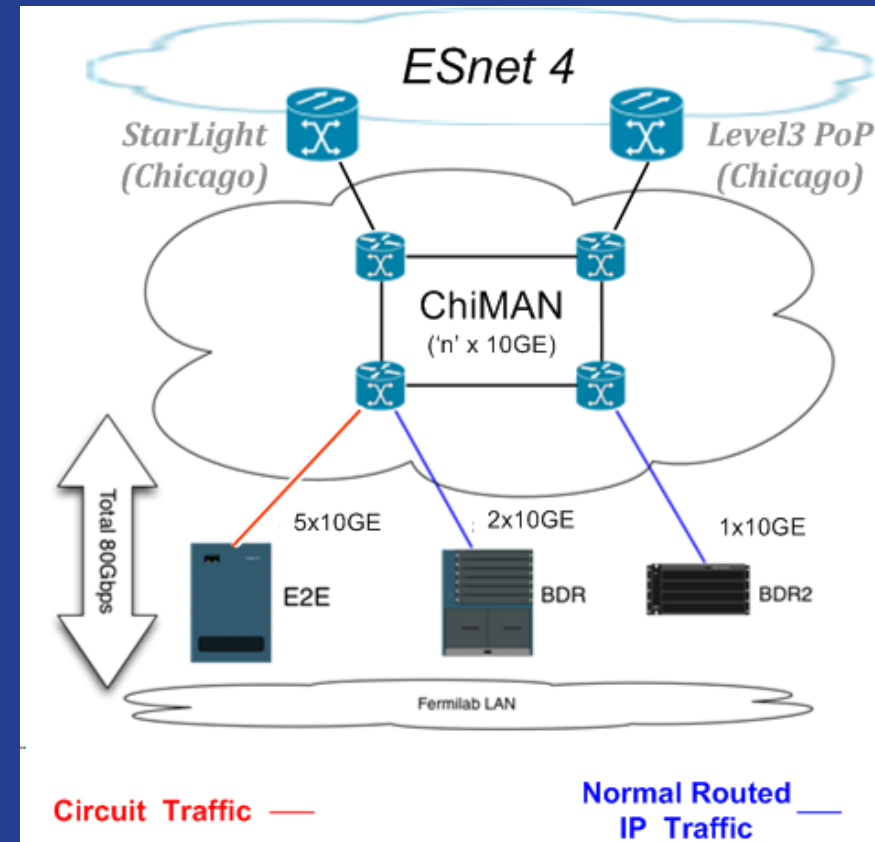 ESnet 4
StarLight
(Chicago)
Level3 PoP
(Chicago)
ChiMAN
('n' x 10GE)
Total 80Gbps
5x10GE
2x10GE
1x10GE
E2E
BDR
BDR2
Fermilab LAN
Circuit Traffic
Normal Routed
IP Traffic